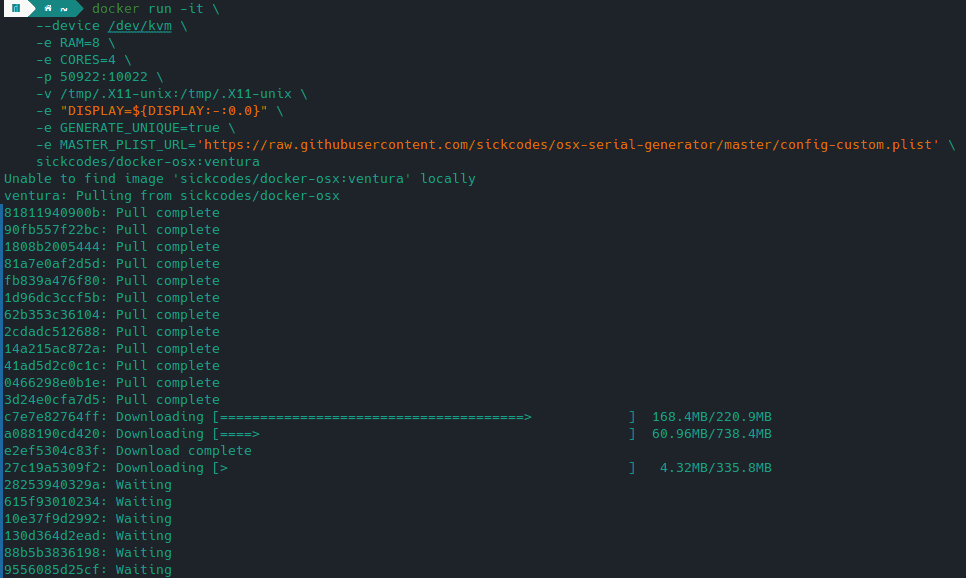 ~ docker run -it \
--device /dev/kvm \
-e RAM=8 \
-e CORES=4 \
-p 50922:10022 \
-v /tmp/.X11-unix:/tmp/.X11-unix \
-e "DISPLAY=${DISPLAY:-:0.0}" \
-e GENERATE_UNIQUE=true \
-e MASTER_PLIST_URL='https://raw.githubusercontent.com/sickcodes/osx-serial-generator/master/config-custom.plist' \
sickcodes/docker-osx:ventura
Unable to find image 'sickcodes/docker-osx:ventura' locally
ventura: Pulling from sickcodes/docker-osx
81811940900b: Pull complete
90fb557f22bc: Pull complete
1808b2005444: Pull complete
81a7e0af2d5d: Pull complete
fb839a476f80: Pull complete
1d96dc3ccf5b: Pull complete
62b353c36104: Pull complete
2cdadc512688: Pull complete
14a215ac872a: Pull complete
41ad5d2c0c1c: Pull complete
0466298e0b1e: Pull complete
3d24e0cfa7d5: Pull complete
c7e7e82764ff: Downloading [======================================>            ]  168.4MB/220.9MB
a088190cd420: Downloading [====>                                              ]  60.96MB/738.4MB
e2ef5304c83f: Download complete
27c19a5309f2: Downloading [>                                                  ]   4.32MB/335.8MB
28253940329a: Waiting
615f93010234: Waiting
10e37f9d2992: Waiting
130d364d2ead: Waiting
88b5b3836198: Waiting
9556085d25cf: Waiting